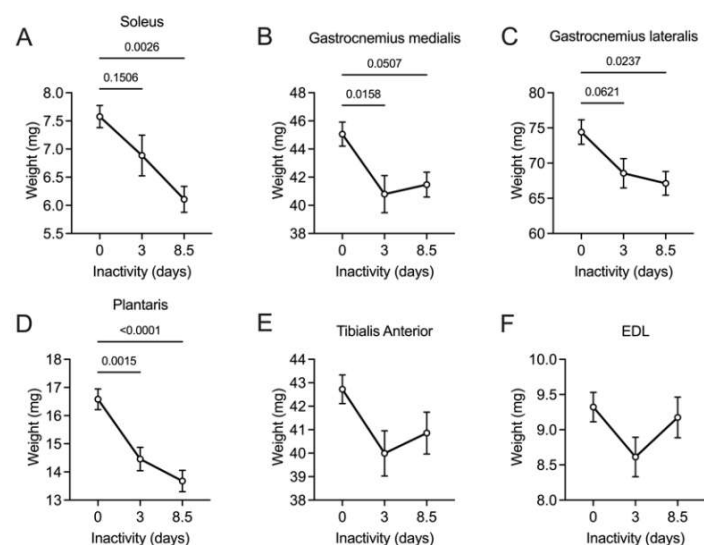 A
Soleus
0.0026
0.1506
8.0
7.5
7.0
6.5
6.0
5.5
Weight (mg)
0 3 8.5
Inactivity (days)
B
Gastrocnemius medialis
0.0507
0.0158
48
46
44
42
40
38
Weight (mg)
0 3 8.5
Inactivity (days)
C
Gastrocnemius lateralis
0.0237
0.0621
80
75
70
65
60
Weight (mg)
0 3 8.5
Inactivity (days)
D
Plantaris
<0.0001
0.0015
18
17
16
15
14
13
Weight (mg)
0 3 8.5
Inactivity (days)
E
Tibialis Anterior
44
43
42
41
40
39
38
Weight (mg)
0 3 8.5
Inactivity (days)
F
EDL
10.0
9.5
9.0
8.5
8.0
Weight (mg)
0 3 8.5
Inactivity (days)